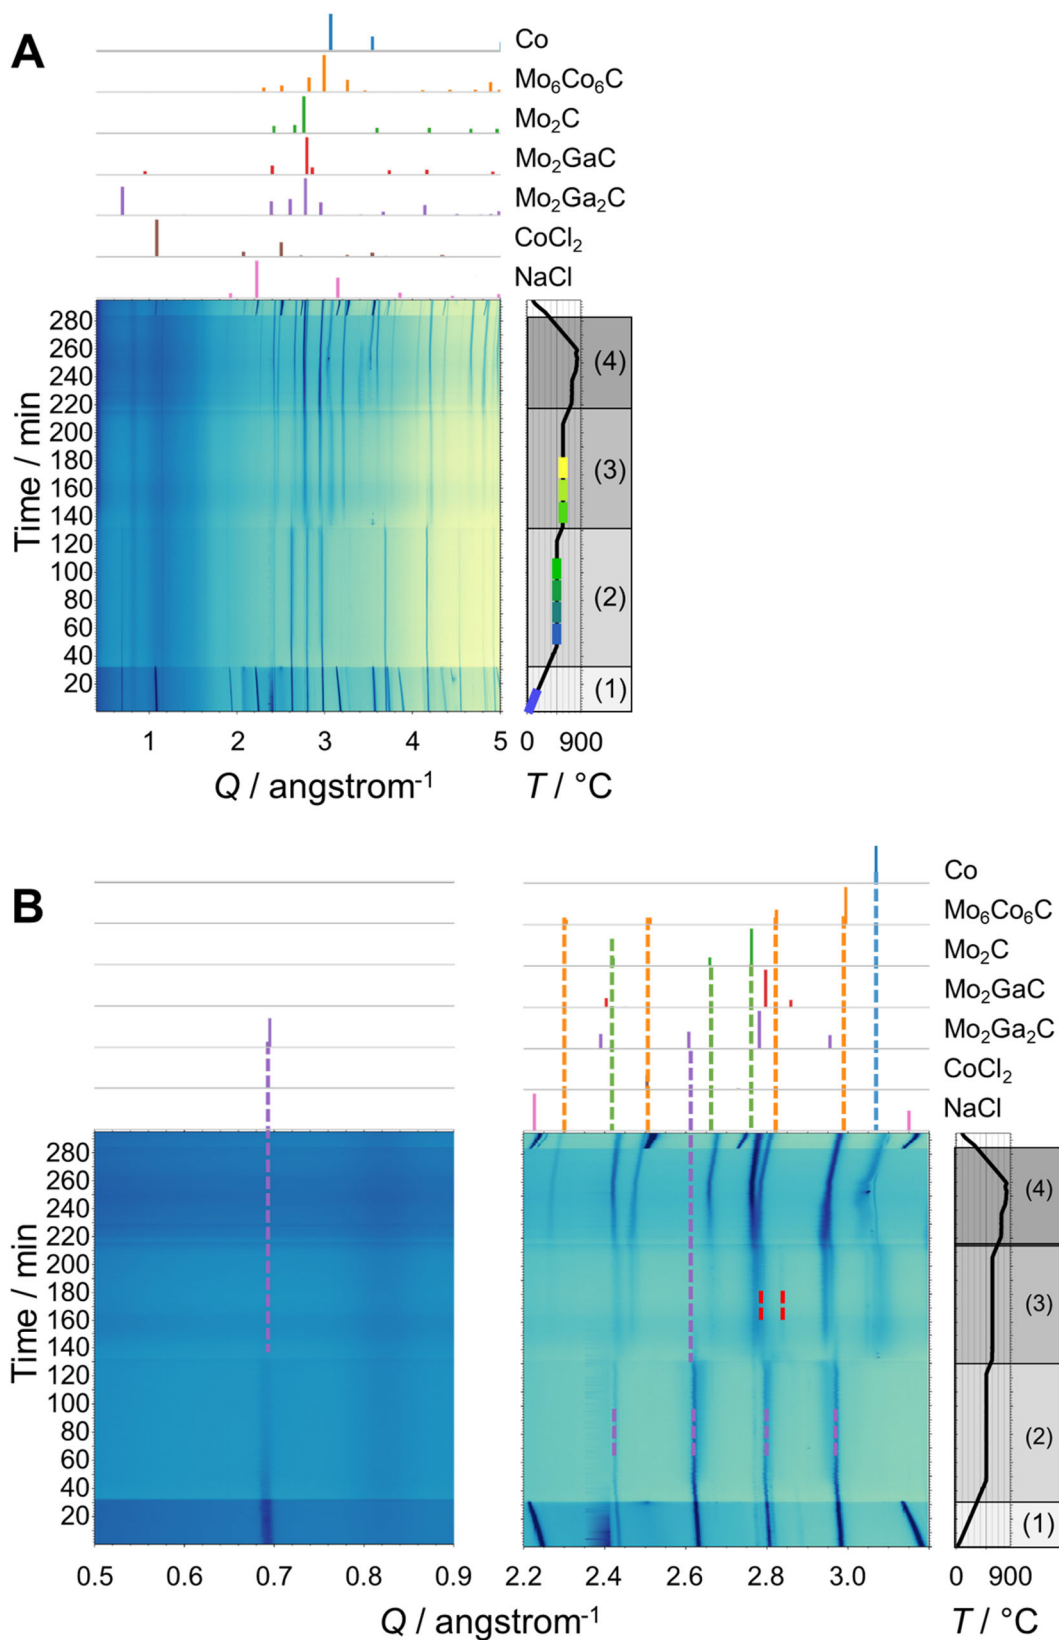 A
Co
Mo₆Co₆C
Mo₂C
Mo₂GaC
Mo₂Ga₂C
CoCl₂
NaCl
Time / min
280
260
240
220
200
180
160
140
120
100
80
60
40
20
(4)
(3)
(2)
(1)
1 2 3 4 5
0 900
Q / angstrom⁻¹
T / °C
B
Co
Mo₆Co₆C
Mo₂C
Mo₂GaC
Mo₂Ga₂C
CoCl₂
NaCl
Time / min
280
260
240
220
200
180
160
140
120
100
80
60
40
20
(4)
(3)
(2)
(1)
0.5 0.6 0.7 0.8 0.9
2.2 2.4 2.6 2.8 3.0
0 900
Q / angstrom⁻¹
T / °C